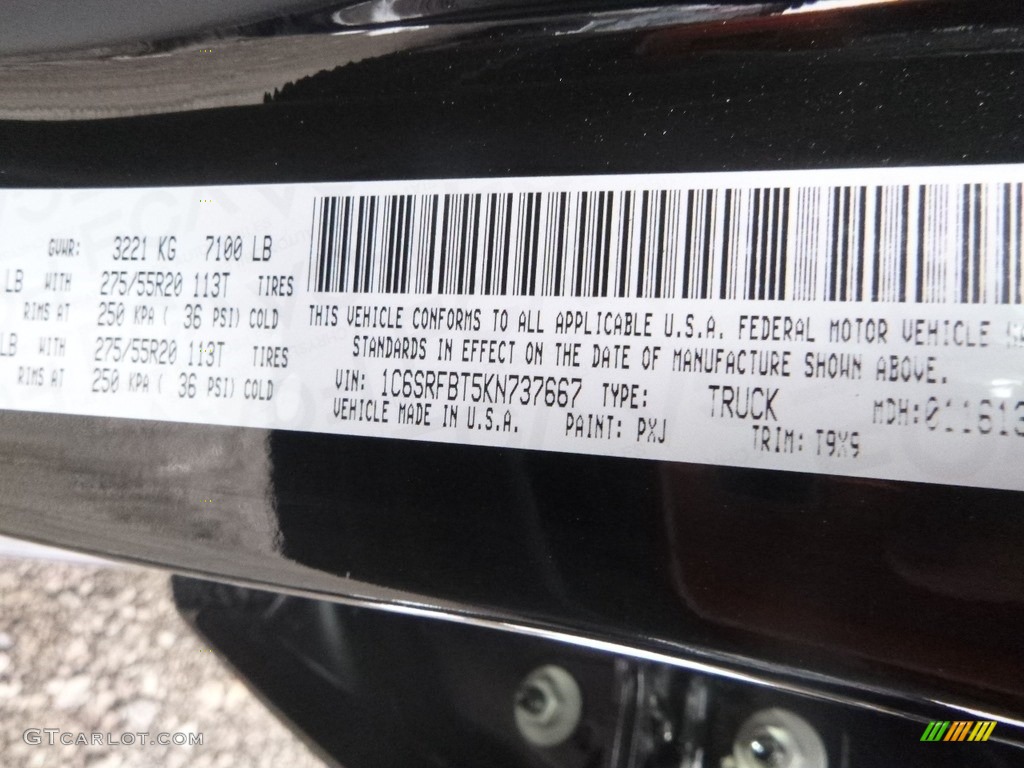 GVWR: 3221 KG 7100 LB
LB WITH 275/55R20 113T TIRES
RIMS AT 250 KPA ( 36 PSI) COLD
LB WITH 275/55R20 113T TIRES
RIMS AT 250 KPA ( 36 PSI) COLD
THIS VEHICLE CONFORMS TO ALL APPLICABLE U.S.A. FEDERAL MOTOR VEHICLE
STANDARDS IN EFFECT ON THE DATE OF MANUFACTURE SHOWN ABOVE.
VIN: 1C6SRFBT5KN737667 TYPE: TRUCK MDH: 011613
VEHICLE MADE IN U.S.A. PAINT: PXJ TRIM: T9X9
GTCARLOT.COM